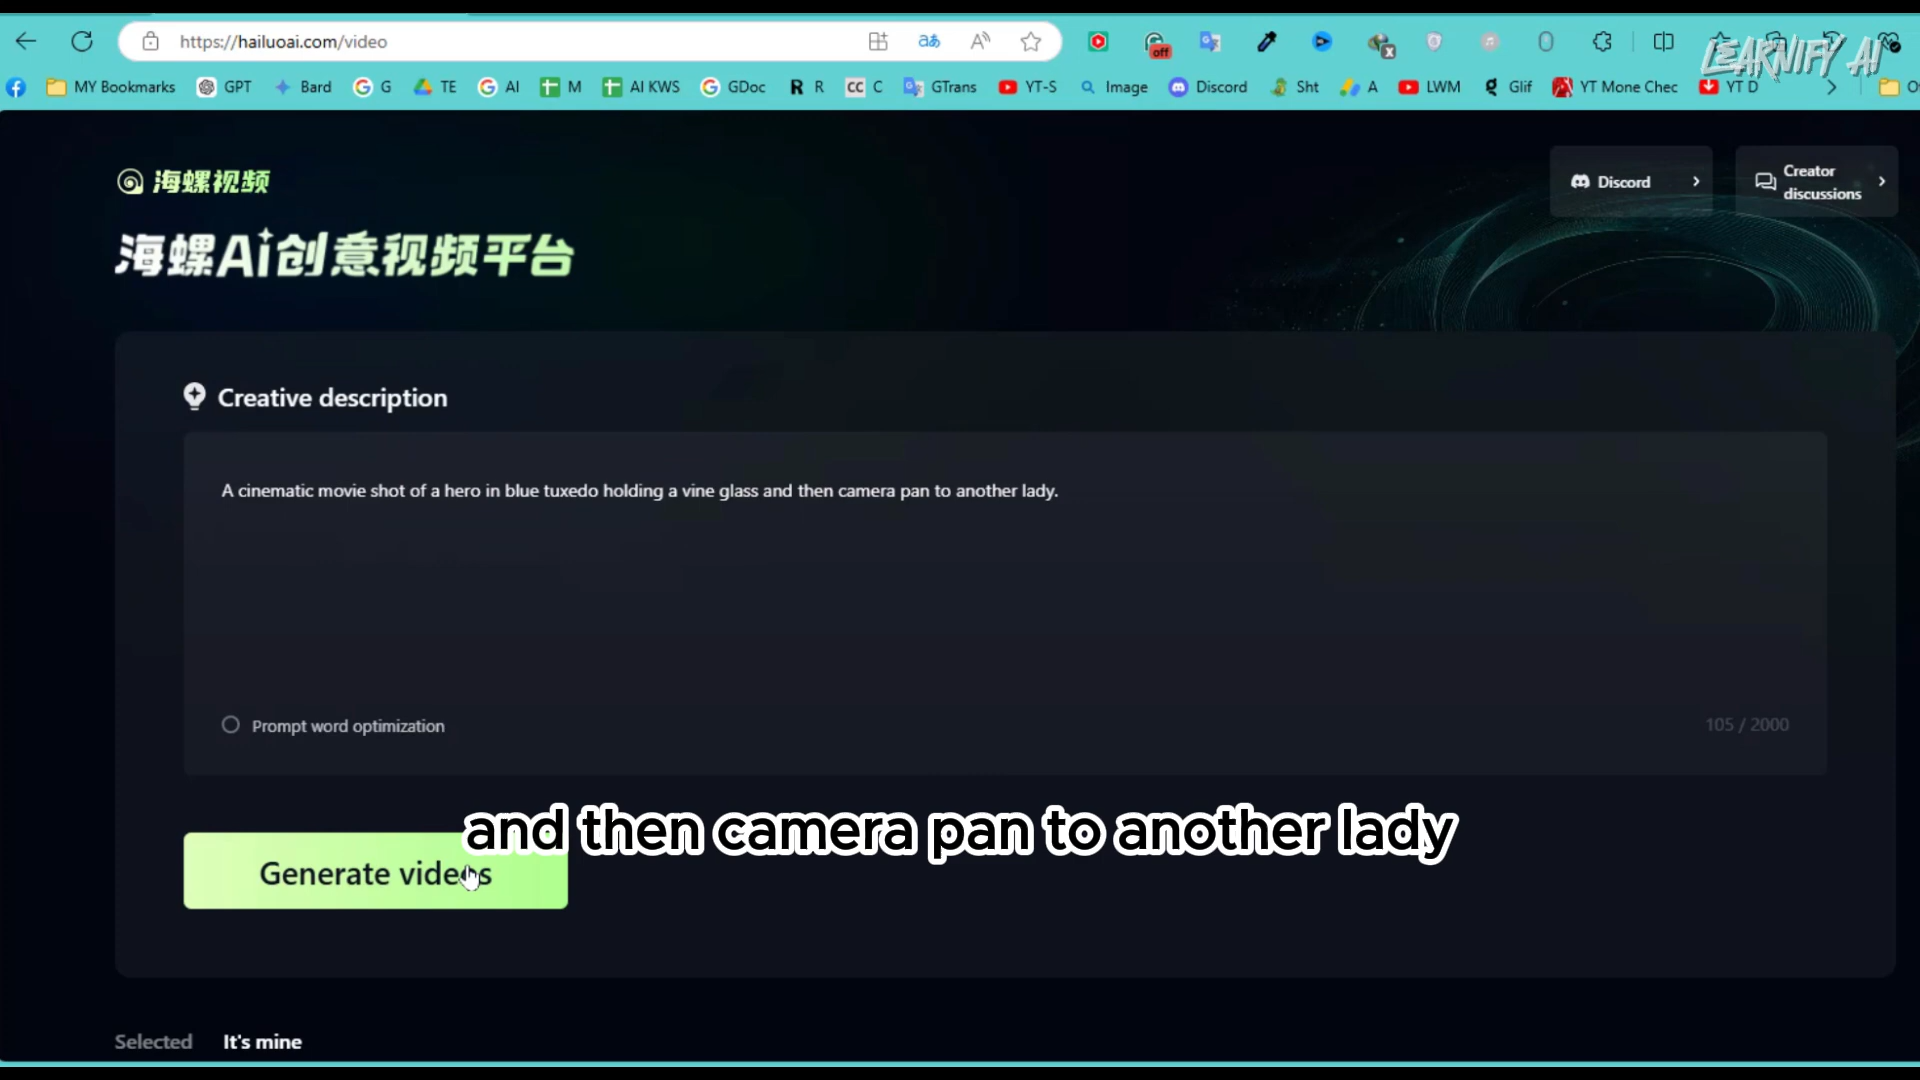 https://hailuoai.com/video
off
LEARNIFY AI
MY Bookmarks GPT Bard G TE AI M AI KWS GDoc R R CC C GTrans YT-S Image Discord Sht A LWM Glif YT Mone Chec YT D
海螺视频
Discord
Creator
discussions
海螺Ai创意视频平台
Creative description
A cinematic movie shot of a hero in blue tuxedo holding a vine glass and then camera pan to another lady.
Prompt word optimization
105 / 2000
and then camera pan to another lady
Generate videos
Selected It's mine